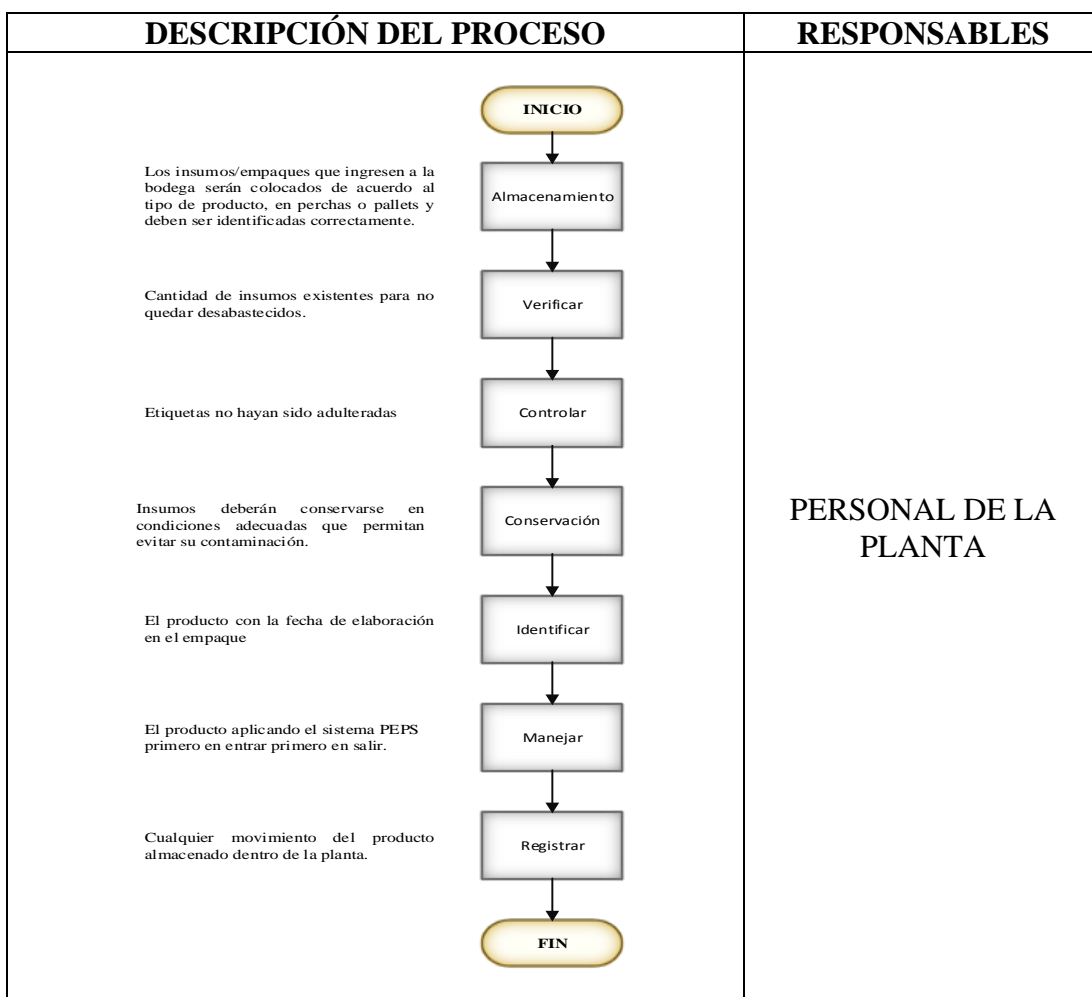 DESCRIPCIÓN DEL PROCESO
RESPONSABLES
INICIO
Los insumos/empaques que ingresen a la
bodega serán colocados de acuerdo al
tipo de producto, en perchas o pallets y
deben ser identificadas correctamente.
Almacenamiento
Cantidad de insumos existentes para no
quedar desabastecidos.
Verificar
Etiquetas no hayan sido adulteradas
Controlar
Insumos deberán conservarse en
condiciones adecuadas que permitan
evitar su contaminación.
Conservación
El producto con la fecha de elaboración
en el empaque
Identificar
El producto aplicando el sistema PEPS
primero en entrar primero en salir.
Manejar
Cualquier movimiento del producto
almacenado dentro de la planta.
Registrar
FIN
PERSONAL DE LA
PLANTA